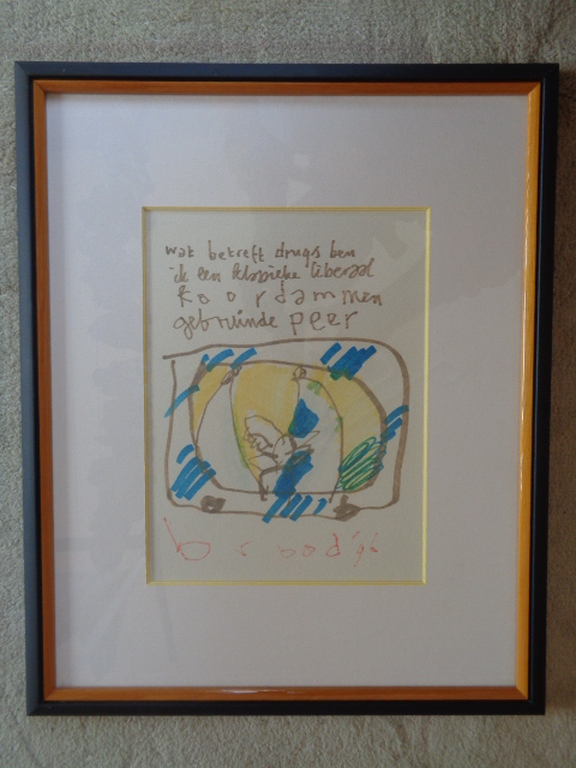 wat betreft drugs ben
ik een klassieke liberaal
koordammen
gebruinde peer